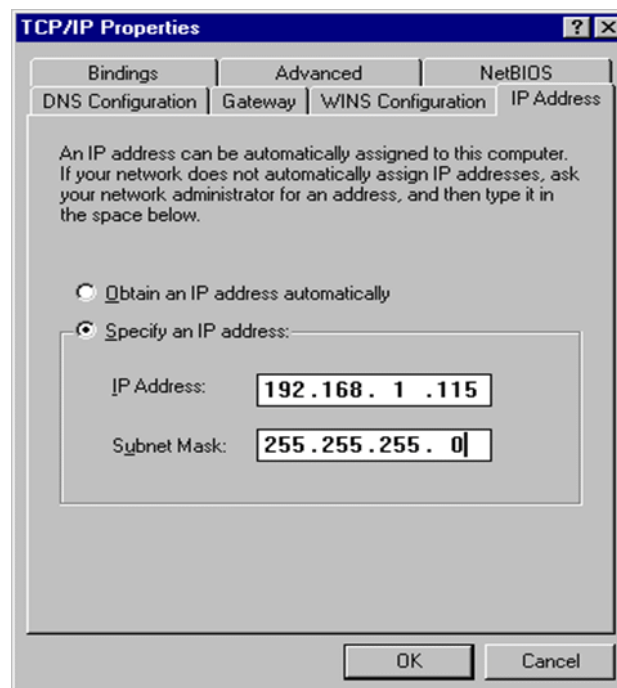 TCP/IP Properties
Bindings Advanced NetBIOS
DNS Configuration Gateway WINS Configuration IP Address
An IP address can be automatically assigned to this computer.
If your network does not automatically assign IP addresses, ask
your network administrator for an address, and then type it in
the space below.
Obtain an IP address automatically
Specify an IP address:
IP Address: 192.168. 1 .115
Subnet Mask: 255.255.255. 0
OK Cancel